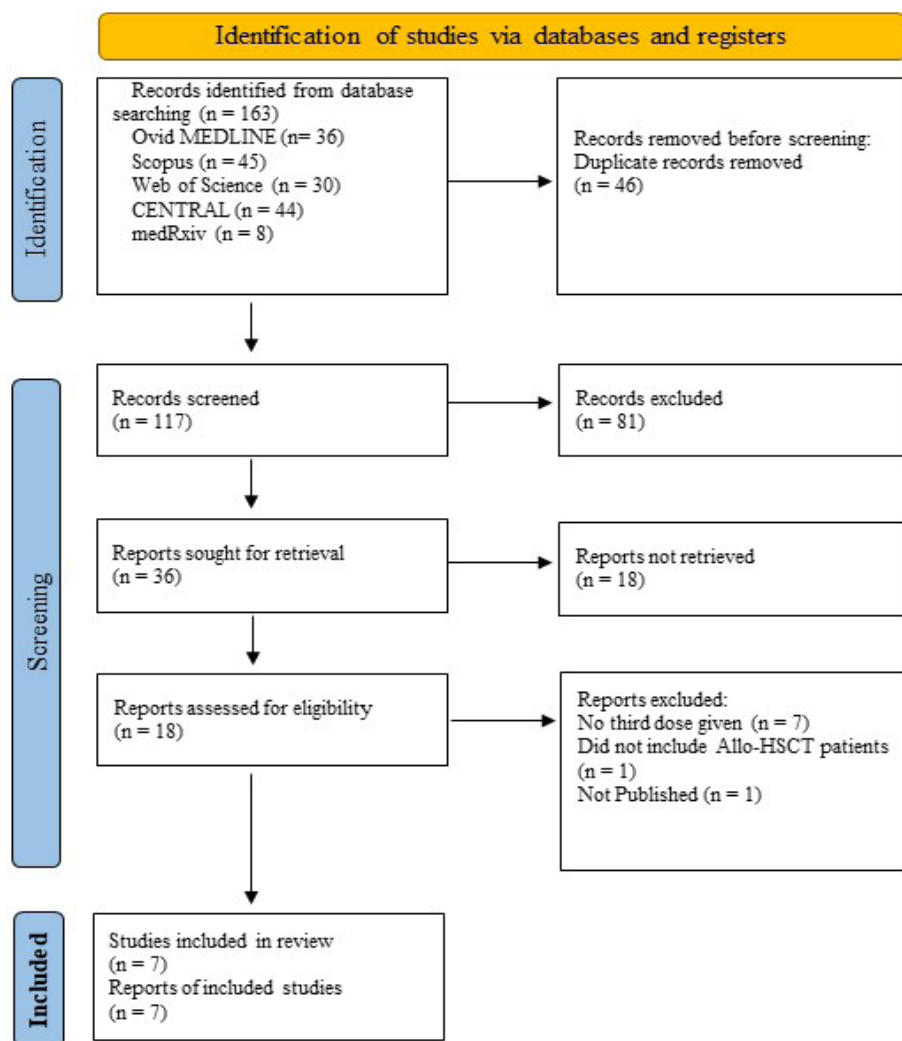 Identification of studies via databases and registers
Identification
Records identified from database
searching (n = 163)
Ovid MEDLINE (n= 36)
Scopus (n = 45)
Web of Science (n = 30)
CENTRAL (n = 44)
medRxiv (n = 8)
Records removed before screening:
Duplicate records removed
(n = 46)
Screening
Records screened
(n = 117)
Records excluded
(n = 81)
Reports sought for retrieval
(n = 36)
Reports not retrieved
(n = 18)
Reports assessed for eligibility
(n = 18)
Reports excluded:
No third dose given (n = 7)
Did not include Allo-HSCT patients
(n = 1)
Not Published (n = 1)
Included
Studies included in review
(n = 7)
Reports of included studies
(n = 7)